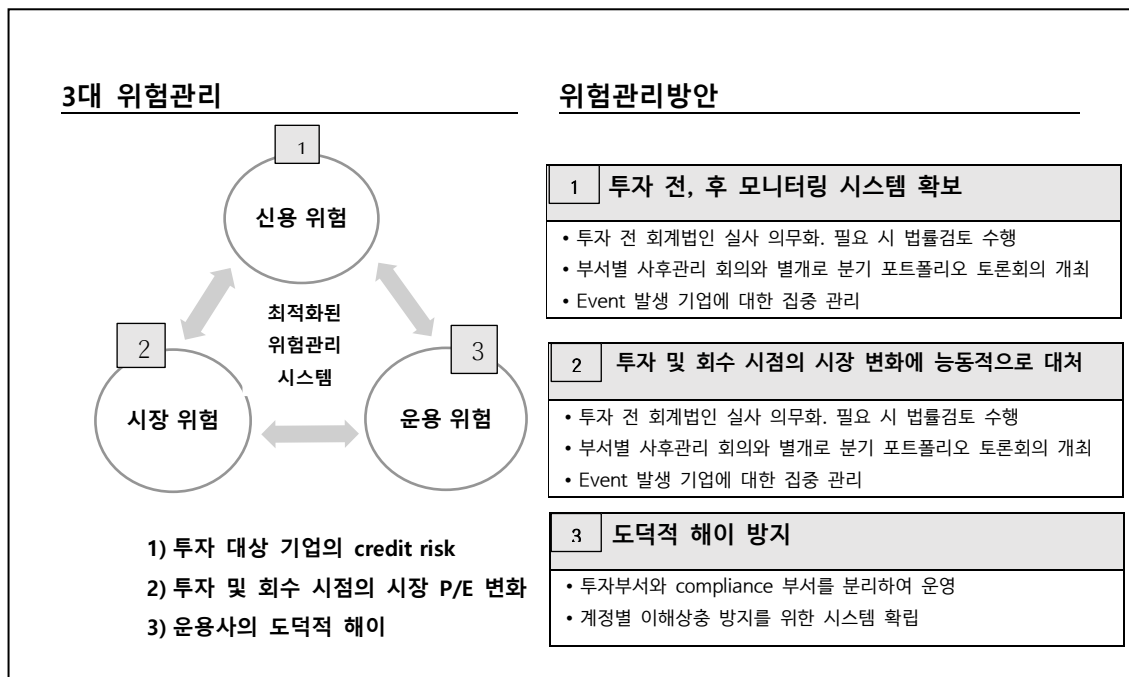 3대 위험관리
1
신용 위험
최적화된
위험관리
시스템
2
시장 위험
3
운용 위험
1) 투자 대상 기업의 credit risk
2) 투자 및 회수 시점의 시장 P/E 변화
3) 운용사의 도덕적 해이
위험관리방안
1 투자 전, 후 모니터링 시스템 확보
• 투자 전 회계법인 실사 의무화. 필요 시 법률검토 수행
• 부서별 사후관리 회의와 별개로 분기 포트폴리오 토론회의 개최
• Event 발생 기업에 대한 집중 관리
2 투자 및 회수 시점의 시장 변화에 능동적으로 대처
• 투자 전 회계법인 실사 의무화. 필요 시 법률검토 수행
• 부서별 사후관리 회의와 별개로 분기 포트폴리오 토론회의 개최
• Event 발생 기업에 대한 집중 관리
3 도덕적 해이 방지
• 투자부서와 compliance 부서를 분리하여 운영
• 계정별 이해상충 방지를 위한 시스템 확립